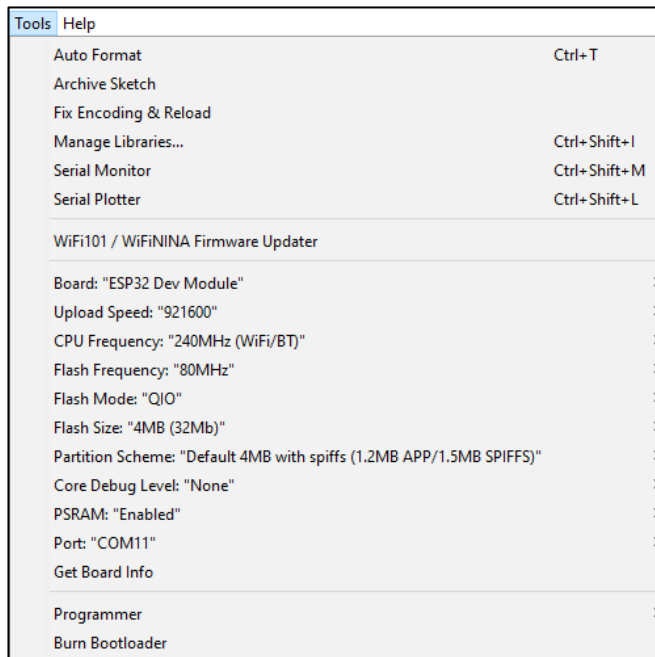 Tools Help
Auto Format Ctrl+T
Archive Sketch
Fix Encoding & Reload
Manage Libraries... Ctrl+Shift+I
Serial Monitor Ctrl+Shift+M
Serial Plotter Ctrl+Shift+L
WiFi101 / WiFiNINA Firmware Updater
Board: "ESP32 Dev Module"
Upload Speed: "921600"
CPU Frequency: "240MHz (WiFi/BT)"
Flash Frequency: "80MHz"
Flash Mode: "QIO"
Flash Size: "4MB (32Mb)"
Partition Scheme: "Default 4MB with spiffs (1.2MB APP/1.5MB SPIFFS)"
Core Debug Level: "None"
PSRAM: "Enabled"
Port: "COM11"
Get Board Info
Programmer
Burn Bootloader